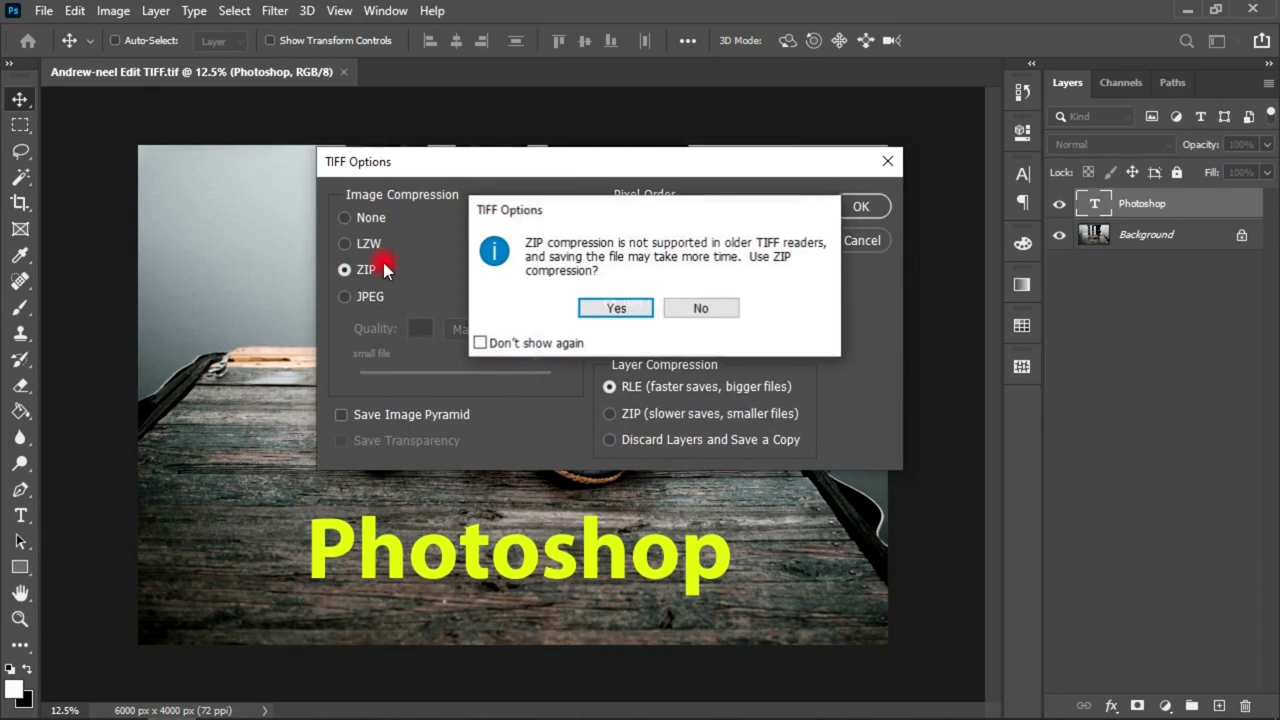 Ps File Edit Image Layer Type Select Filter 3D View Window Help
Auto-Select: Layer Show Transform Controls 3D Mode:
Andrew-neel Edit TIFF.tif @ 12.5% (Photoshop, RGB/8) ×
Layers Channels Paths
Kind
Normal Opacity: 100%
Lock: Fill: 100%
Photoshop
Background
TIFF Options
Image Compression
None
LZW
ZIP
JPEG
Quality:
small file
Save Image Pyramid
Save Transparency
Pixel Order
OK
Cancel
TIFF Options
ZIP compression is not supported in older TIFF readers,
and saving the file may take more time. Use ZIP
compression?
Yes No
Don't show again
Layer Compression
RLE (faster saves, bigger files)
ZIP (slower saves, smaller files)
Discard Layers and Save a Copy
Photoshop
12.5% 6000 px x 4000 px (72 ppi)